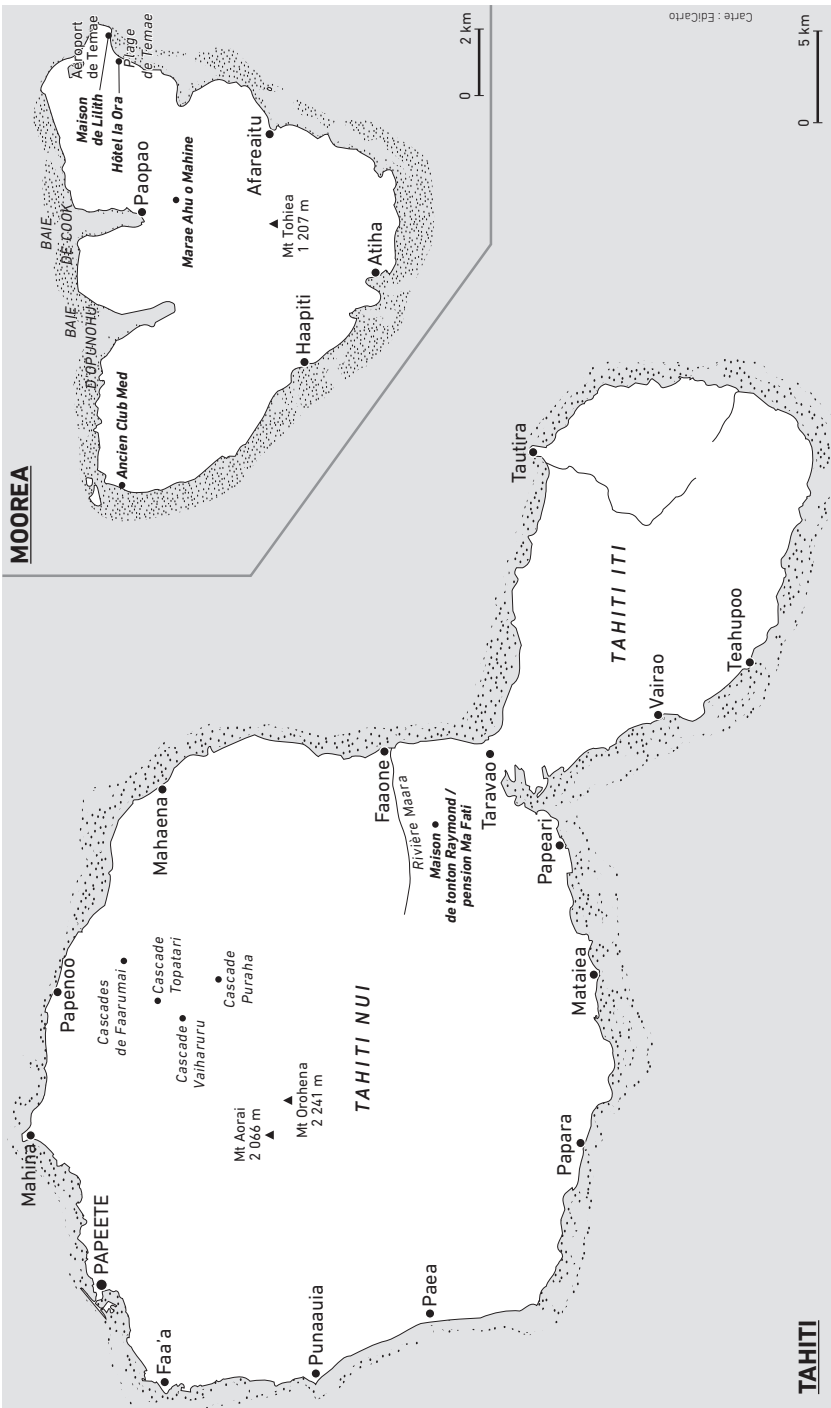 MOOREA
BAIE
D'OPUNOHU
BAIE
DE COOK
Aéroport
de Temae
Plage
de Temae
Maison
de Lilith
Hôtel la Ora
Paopao
Marae Ahu o Mahine
Ancien Club Med
Afareaitu
Mt Tohiea
1 207 m
Haapiti
Atiha
0
2 km
Mahina
PAPEETE
Faa'a
Papenoo
Cascades
de Faarumai
Cascade
Topatari
Cascade
Vaiharuru
Cascade
Puraha
Mahaena
Mt Aorai
2 066 m
Mt Orohena
2 241 m
TAHITI NUI
Punaauia
Paea
Papara
Mataiea
Papeari
Faaone
Rivière Maara
Maison
de tonton Raymond /
pension Ma Fati
Taravao
Tautira
TAHITI ITI
Vairao
Teahupoo
TAHITI
0
5 km
Carte : EdiCarto